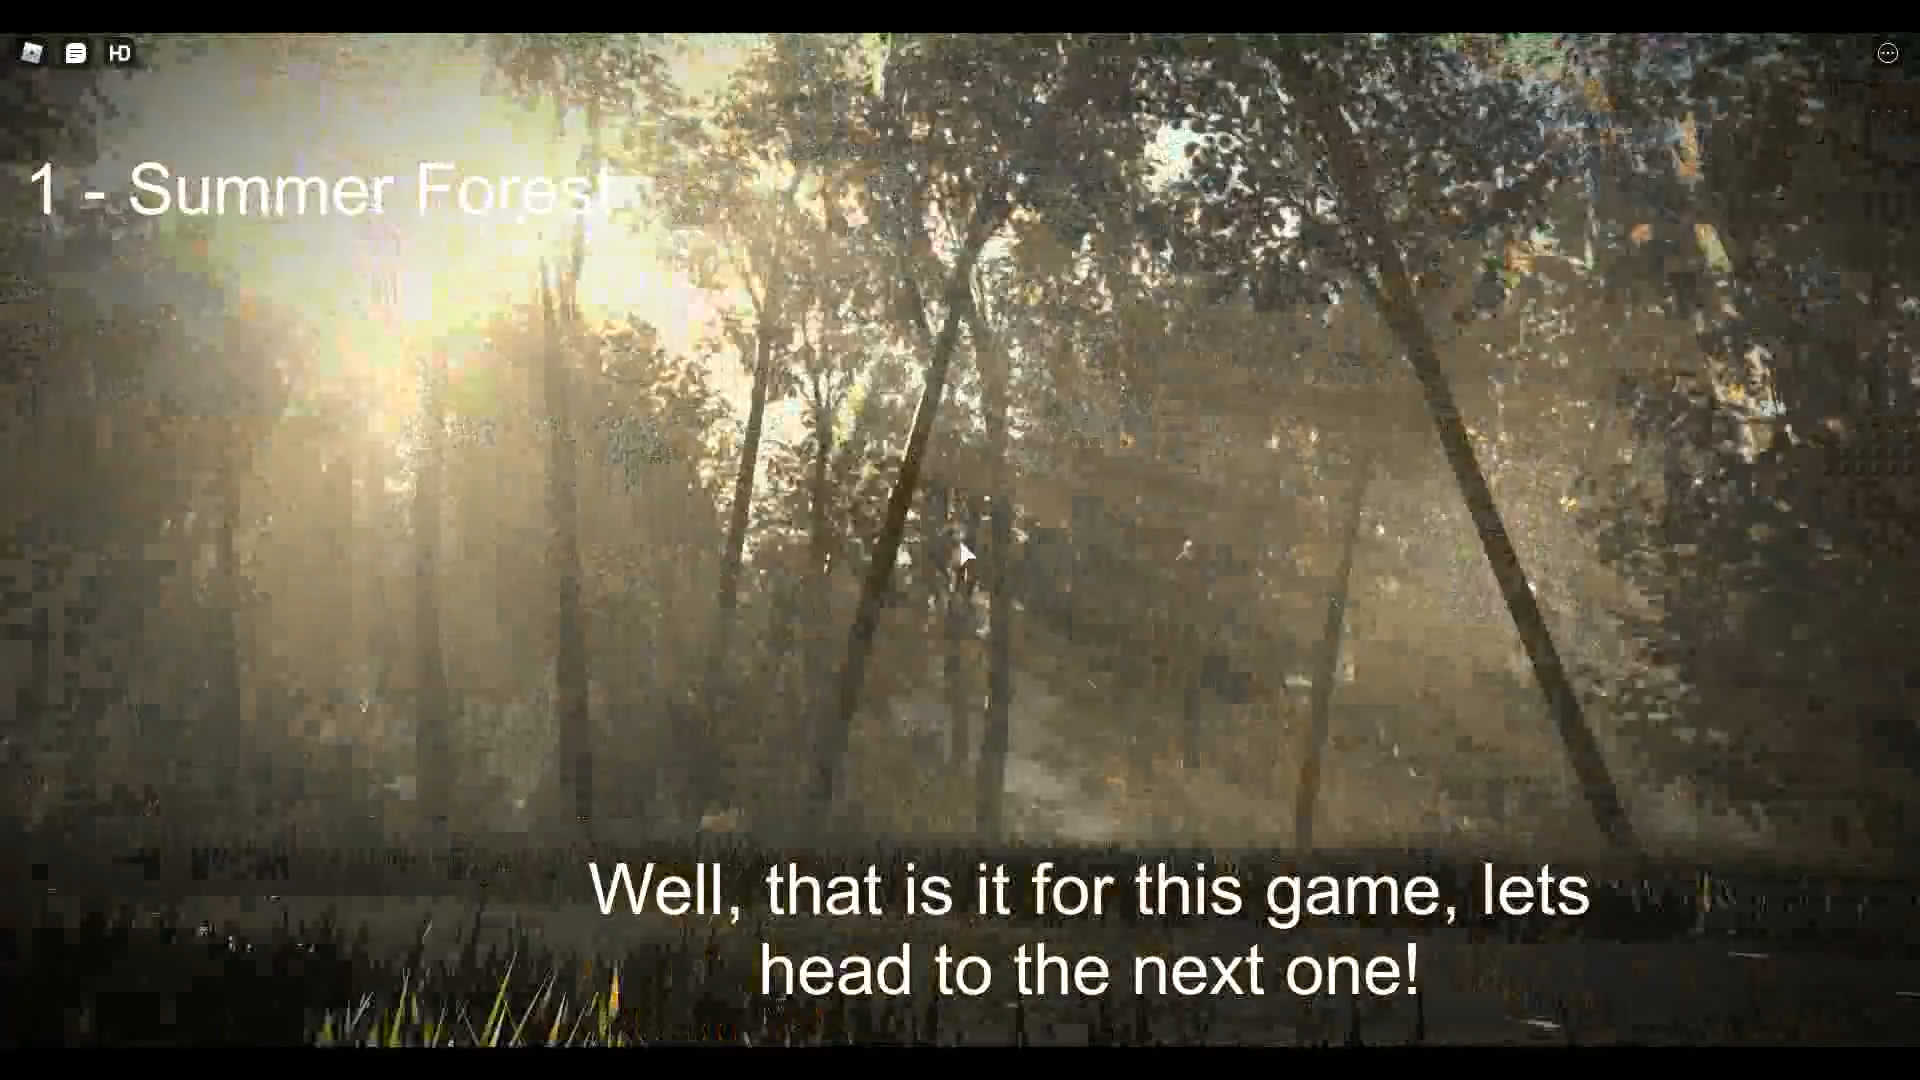 HD
1 - Summer Forest
Well, that is it for this game, lets
head to the next one!